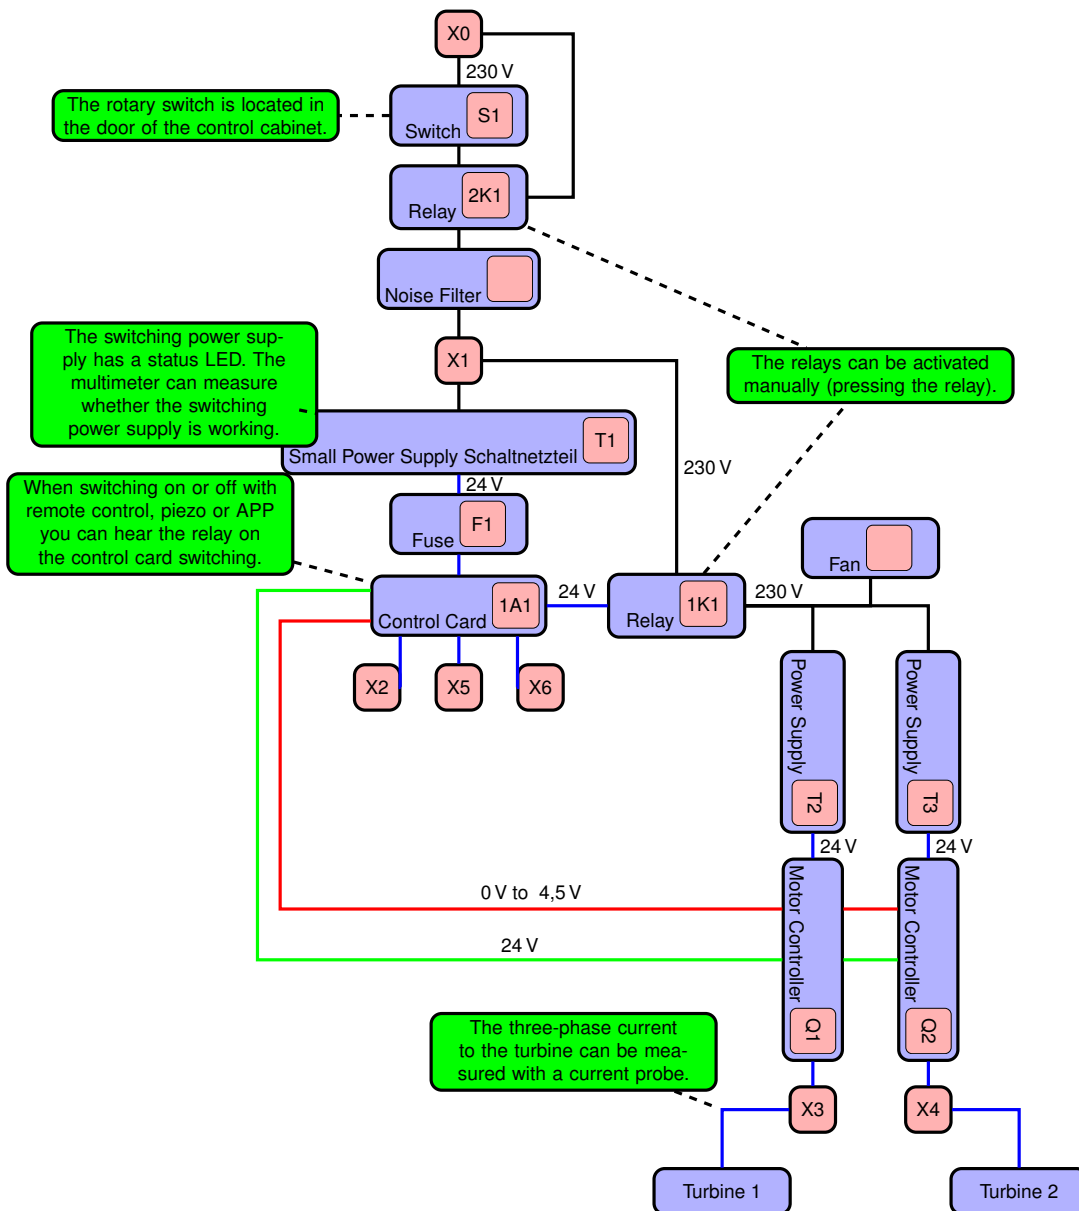 X0
230 V
The rotary switch is located in
the door of the control cabinet.
S1
Switch
2K1
Relay
Noise Filter
The switching power sup-
ply has a status LED. The
multimeter can measure
whether the switching
power supply is working.
X1
The relays can be activated
manually (pressing the relay).
T1
Small Power Supply Schaltnetzteil
230 V
24 V
When switching on or off with
remote control, piezo or APP
you can hear the relay on
the control card switching.
F1
Fuse
Fan
1A1
Control Card
24 V
1K1
Relay
230 V
X2
X5
X6
Power Supply
T2
Power Supply
T3
24 V
24 V
0 V to 4,5 V
24 V
Motor Controller
Q1
Motor Controller
Q2
The three-phase current
to the turbine can be mea-
sured with a current probe.
X3
X4
Turbine 1
Turbine 2